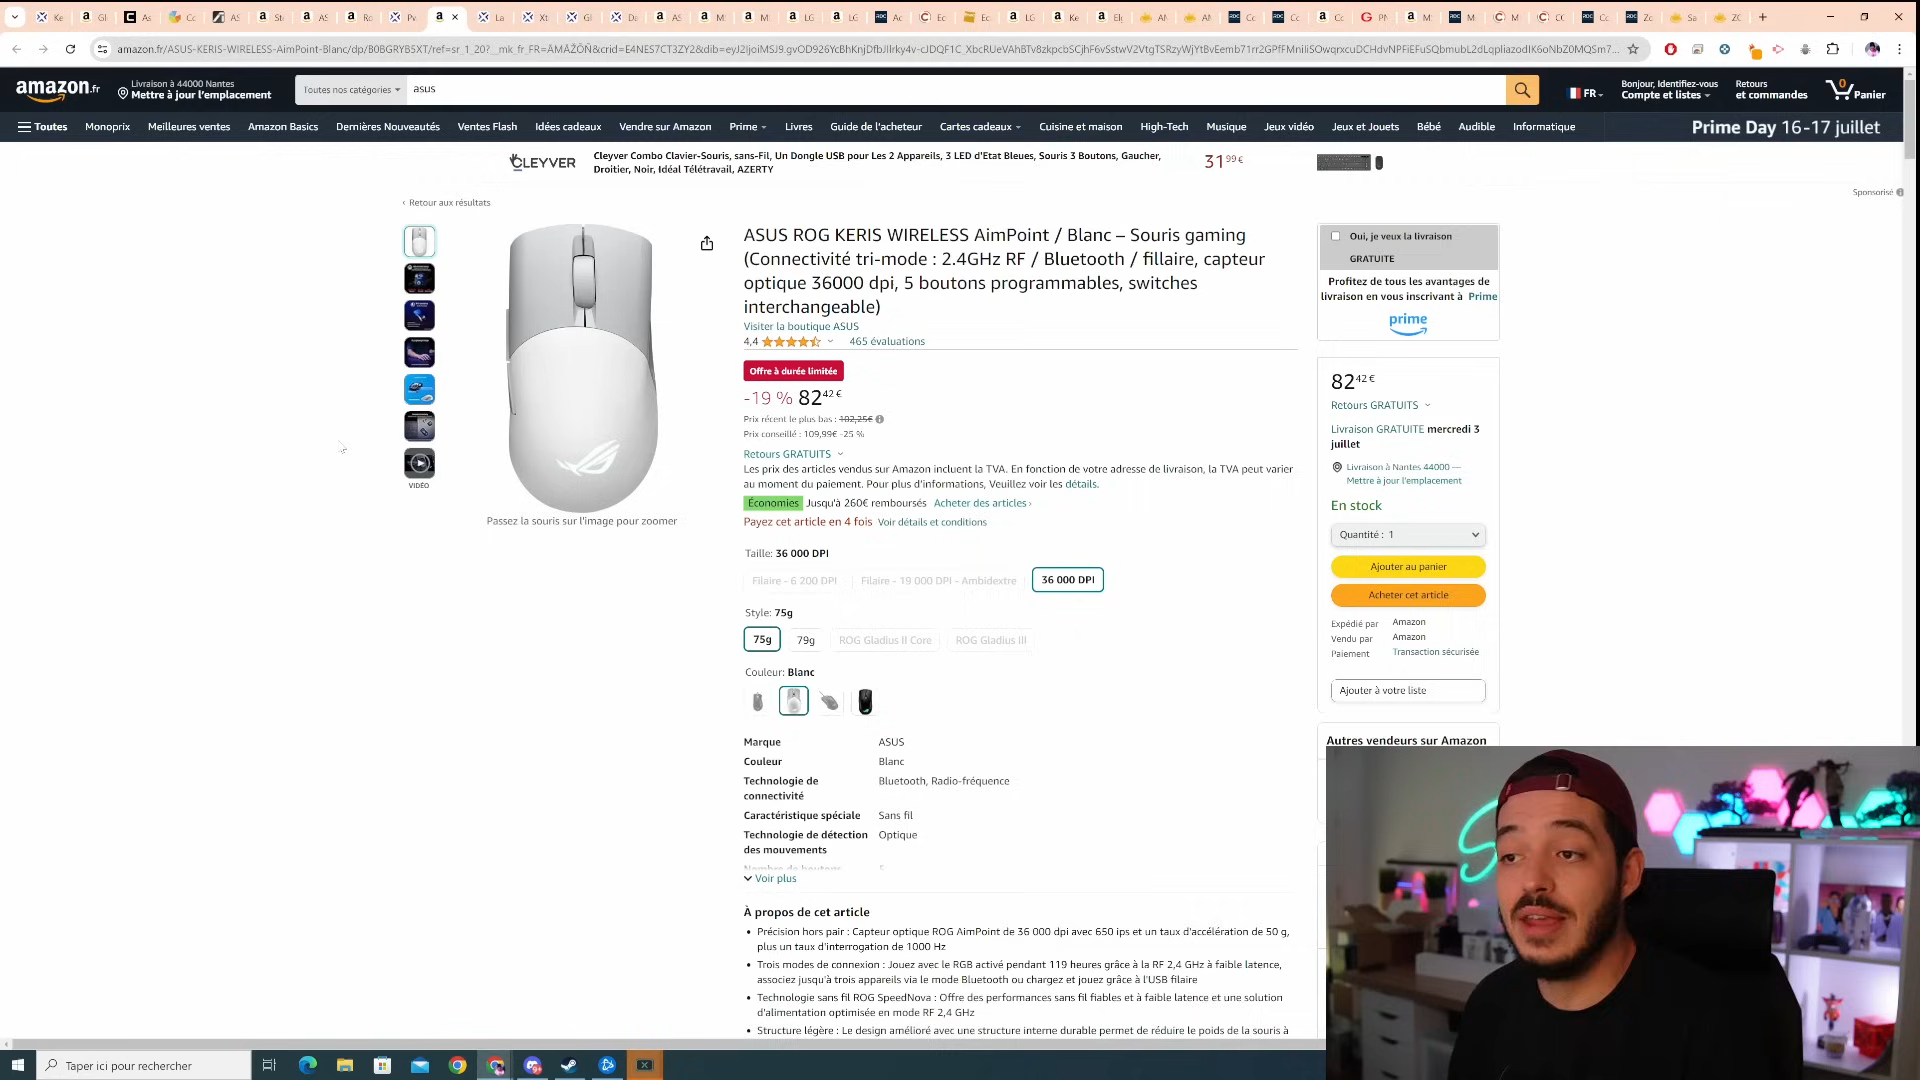 amazon.fr/ASUS-KERIS-WIRELESS-AimPoint-Blanc/dp/B0BGRYB5XT/ref=sr_1_20?
amazon.fr
Livraison à 44000 Nantes
Mettre à jour l'emplacement
Toutes nos catégories
asus
FR
Bonjour, Identifiez-vous
Compte et listes
Retours
et commandes
0
Panier
Toutes
Monoprix
Meilleures ventes
Amazon Basics
Dernières Nouveautés
Ventes Flash
Idées cadeaux
Vendre sur Amazon
Prime
Livres
Guide de l'acheteur
Cartes cadeaux
Cuisine et maison
High-Tech
Musique
Jeux vidéo
Jeux et Jouets
Bébé
Audible
Informatique
Prime Day 16-17 juillet
CLEYVER
Cleyver Combo Clavier-Souris, sans-Fil, Un Dongle USB pour Les 2 Appareils, 3 LED d'Etat Bleues, Souris 3 Boutons, Gaucher,
Droitier, Noir, Idéal Télétravail, AZERTY
31 99 €
Sponsorisé
‹ Retour aux résultats
VIDÉO
Passez la souris sur l'image pour zoomer
ASUS ROG KERIS WIRELESS AimPoint / Blanc – Souris gaming
(Connectivité tri-mode : 2.4GHz RF / Bluetooth / fillaire, capteur
optique 36000 dpi, 5 boutons programmables, switches
interchangeable)
Visiter la boutique ASUS
4,4
465 évaluations
Offre à durée limitée
-19 % 82 42 €
Prix récent le plus bas : 102,25€
Prix conseillé : 109,99€ -25 %
Retours GRATUITS
Les prix des articles vendus sur Amazon incluent la TVA. En fonction de votre adresse de livraison, la TVA peut varier
au moment du paiement. Pour plus d'informations, Veuillez voir les détails.
Économies Jusqu'à 260€ remboursés Acheter des articles ›
Payez cet article en 4 fois Voir détails et conditions
Taille: 36 000 DPI
Filaire - 6 200 DPI
Filaire - 19 000 DPI - Ambidextre
36 000 DPI
Style: 75g
75g
79g
ROG Gladius II Core
ROG Gladius III
Couleur: Blanc
Marque ASUS
Couleur Blanc
Technologie de connectivité Bluetooth, Radio-fréquence
Caractéristique spéciale Sans fil
Technologie de détection des mouvements Optique
Nombre de boutons 5
Voir plus
À propos de cet article
• Précision hors pair : Capteur optique ROG AimPoint de 36 000 dpi avec 650 ips et un taux d'accélération de 50 g,
plus un taux d'interrogation de 1000 Hz
• Trois modes de connexion : Jouez avec le RGB activé pendant 119 heures grâce à la RF 2,4 GHz à faible latence,
associez jusqu'à trois appareils via le mode Bluetooth ou chargez et jouez grâce à l'USB filaire
• Technologie sans fil ROG SpeedNova : Offre des performances sans fil fiables et à faible latence et une solution
d'alimentation optimisée en mode RF 2,4 GHz
• Structure légère : Le design amélioré avec une structure interne durable permet de réduire le poids de la souris à
Oui, je veux la livraison
GRATUITE
Profitez de tous les avantages de
livraison en vous inscrivant à Prime
prime
82 42 €
Retours GRATUITS
Livraison GRATUITE mercredi 3
juillet
Livraison à Nantes 44000 —
Mettre à jour l'emplacement
En stock
Quantité : 1
Ajouter au panier
Acheter cet article
Expédié par Amazon
Vendu par Amazon
Paiement Transaction sécurisée
Ajouter à votre liste
Autres vendeurs sur Amazon
Taper ici pour rechercher